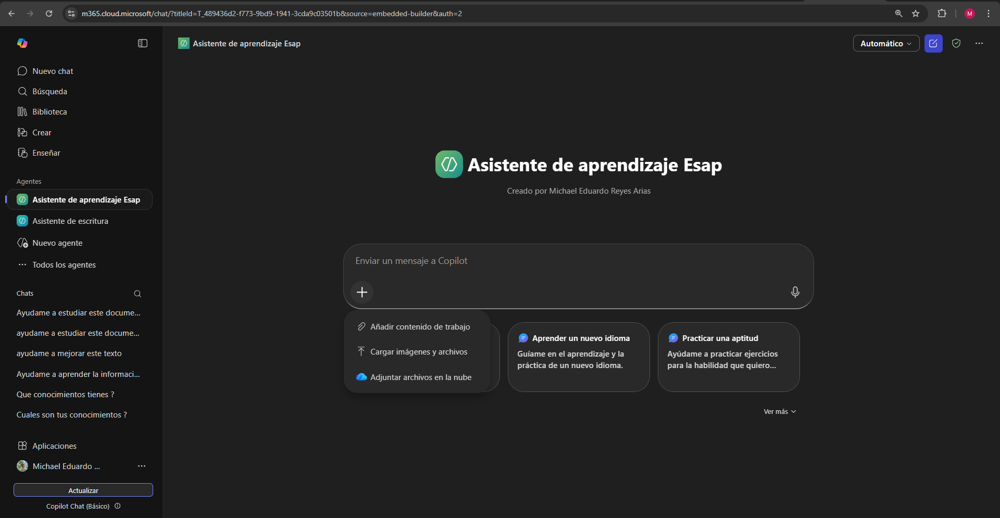 m365.cloud.microsoft/chat/?titleId=T_489436d2-f773-9bd9-1941-3cda9c03501b&source=embedded-builder&auth=2
M
Nuevo chat
Búsqueda
Biblioteca
Crear
Enseñar
Agentes
Asistente de aprendizaje Esap
Asistente de escritura
Nuevo agente
Todos los agentes
Chats
Ayudame a estudiar este docume...
ayudame a estudiar este docume...
ayudame a mejorar este texto
Ayudame a aprender la informaci...
Que conocimientos tienes ?
Cuales son tus conocimientos ?
Aplicaciones
Michael Eduardo ...
Actualizar
Copilot Chat (Básico)
Asistente de aprendizaje Esap
Automático
Asistente de aprendizaje Esap
Creado por Michael Eduardo Reyes Arias
Enviar un mensaje a Copilot
Añadir contenido de trabajo
Cargar imágenes y archivos
Adjuntar archivos en la nube
Aprender un nuevo idioma
Guíame en el aprendizaje y la
práctica de un nuevo idioma.
Practicar una aptitud
Ayúdame a practicar ejercicios
para la habilidad que quiero...
Ver más